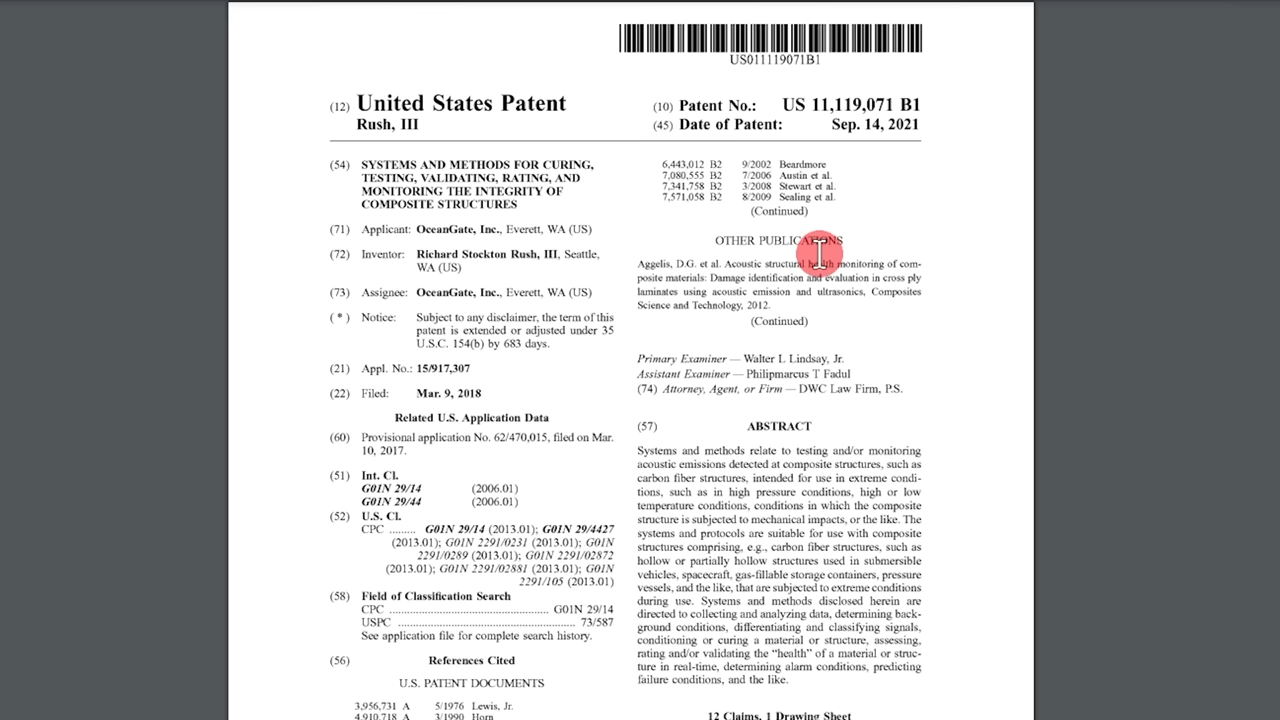 US011119071B1
(12) United States Patent
Rush, III
(10) Patent No.: US 11,119,071 B1
(45) Date of Patent: Sep. 14, 2021
(54) SYSTEMS AND METHODS FOR CURING,
TESTING, VALIDATING, RATING, AND
MONITORING THE INTEGRITY OF
COMPOSITE STRUCTURES
(71) Applicant: OceanGate, Inc., Everett, WA (US)
(72) Inventor: Richard Stockton Rush, III, Seattle,
WA (US)
(73) Assignee: OceanGate, Inc., Everett, WA (US)
( * ) Notice: Subject to any disclaimer, the term of this
patent is extended or adjusted under 35
U.S.C. 154(b) by 683 days.
(21) Appl. No.: 15/917,307
(22) Filed: Mar. 9, 2018
Related U.S. Application Data
(60) Provisional application No. 62/470,015, filed on Mar.
10, 2017.
(51) Int. Cl.
G01N 29/14 (2006.01)
G01N 29/44 (2006.01)
(52) U.S. Cl.
CPC ......... G01N 29/14 (2013.01); G01N 29/4427
(2013.01); G01N 2291/0231 (2013.01); G01N
2291/0289 (2013.01); G01N 2291/02872
(2013.01); G01N 2291/02881 (2013.01); G01N
2291/105 (2013.01)
(58) Field of Classification Search
CPC ...................................................... G01N 29/14
USPC .......................................................... 73/587
See application file for complete search history.
(56) References Cited
U.S. PATENT DOCUMENTS
3,956,731 A 5/1976 Lewis, Jr.
4,910,718 A 3/1990 Horn
6,443,012 B2 9/2002 Beardmore
7,080,555 B2 7/2006 Austin et al.
7,341,758 B2 3/2008 Stewart et al.
7,571,058 B2 8/2009 Sealing et al.
(Continued)
OTHER PUBLICATIONS
Aggelis, D.G. et al. Acoustic structural health monitoring of com-
posite materials: Damage identification and evaluation in cross ply
laminates using acoustic emission and ultrasonics, Composites
Science and Technology, 2012.
(Continued)
Primary Examiner — Walter L Lindsay, Jr.
Assistant Examiner — Philipmarcus T Fadul
(74) Attorney, Agent, or Firm — DWC Law Firm, P.S.
(57) ABSTRACT
Systems and methods relate to testing and/or monitoring
acoustic emissions detected at composite structures, such as
carbon fiber structures, intended for use in extreme condi-
tions, such as in high pressure conditions, high or low
temperature conditions, conditions in which the composite
structure is subjected to mechanical impacts, or the like. The
systems and protocols are suitable for use with composite
structures comprising, e.g., carbon fiber structures, such as
hollow or partially hollow structures used in submersible
vehicles, spacecraft, gas-fillable storage containers, pressure
vessels, and the like, that are subjected to extreme conditions
during use. Systems and methods disclosed herein are
directed to collecting and analyzing data, determining back-
ground conditions, differentiating and classifying signals,
conditioning or curing a material or structure, assessing,
rating and/or validating the “health” of a material or struc-
ture in real-time, determining alarm conditions, predicting
failure conditions, and the like.
12 Claims, 1 Drawing Sheet